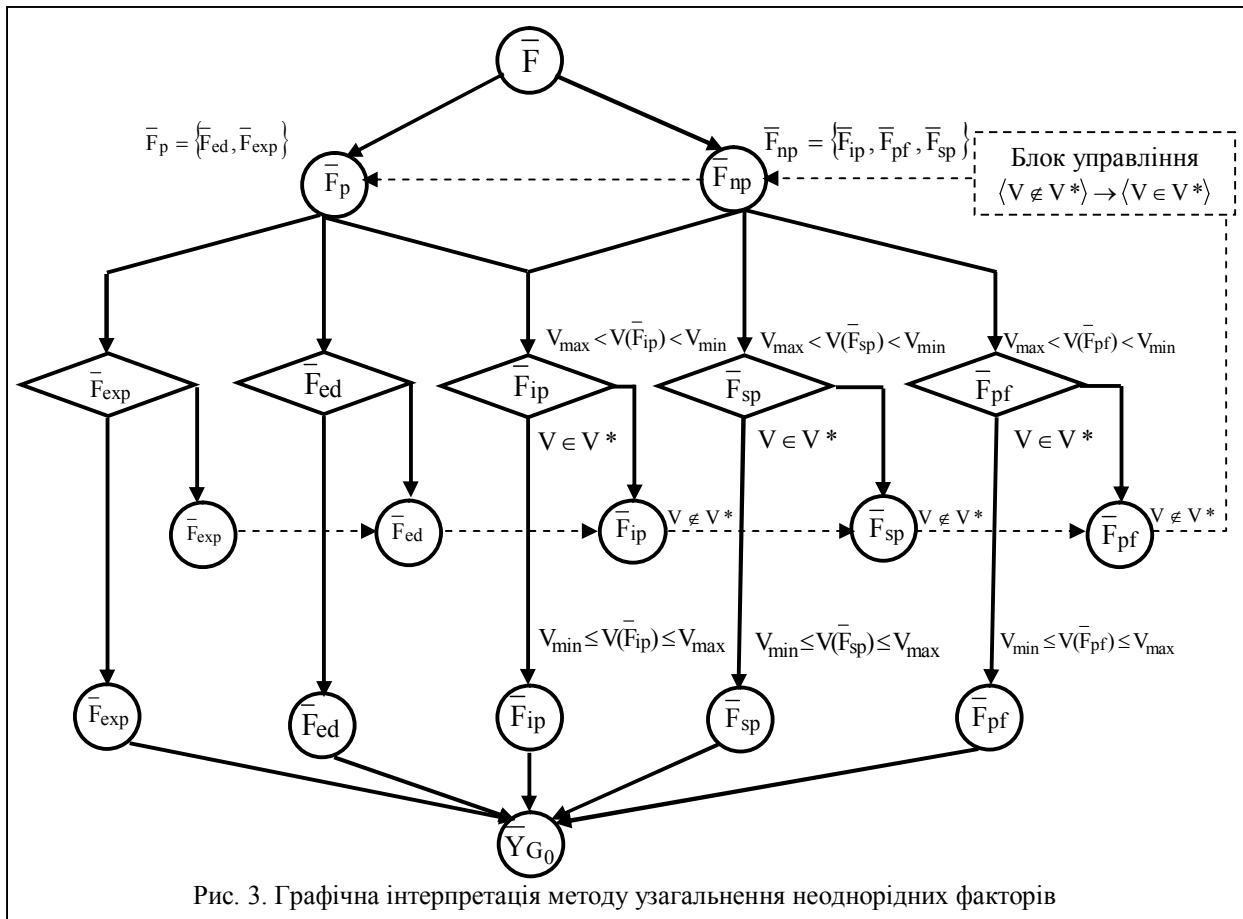 F̅
F̅p = {F̅ed, F̅exp}
F̅np = {F̅ip, F̅pf, F̅sp}
Блок управління
⟨V ∉ V*⟩ → ⟨V ∈ V*⟩
F̅p
F̅np
Vmax < V(F̅ip) < Vmin
Vmax < V(F̅sp) < Vmin
Vmax < V(F̅pf) < Vmin
F̅exp
F̅ed
F̅ip
F̅sp
F̅pf
V ∈ V*
V ∈ V*
V ∈ V*
F̅exp
F̅ed
F̅ip
V ∉ V*
F̅sp
V ∉ V*
F̅pf
V ∉ V*
Vmin ≤ V(F̅ip) ≤ Vmax
Vmin ≤ V(F̅sp) ≤ Vmax
Vmin ≤ V(F̅pf) ≤ Vmax
F̅exp
F̅ed
F̅ip
F̅sp
F̅pf
Y̅G₀
Рис. 3. Графічна інтерпретація методу узагальнення неоднорідних факторів